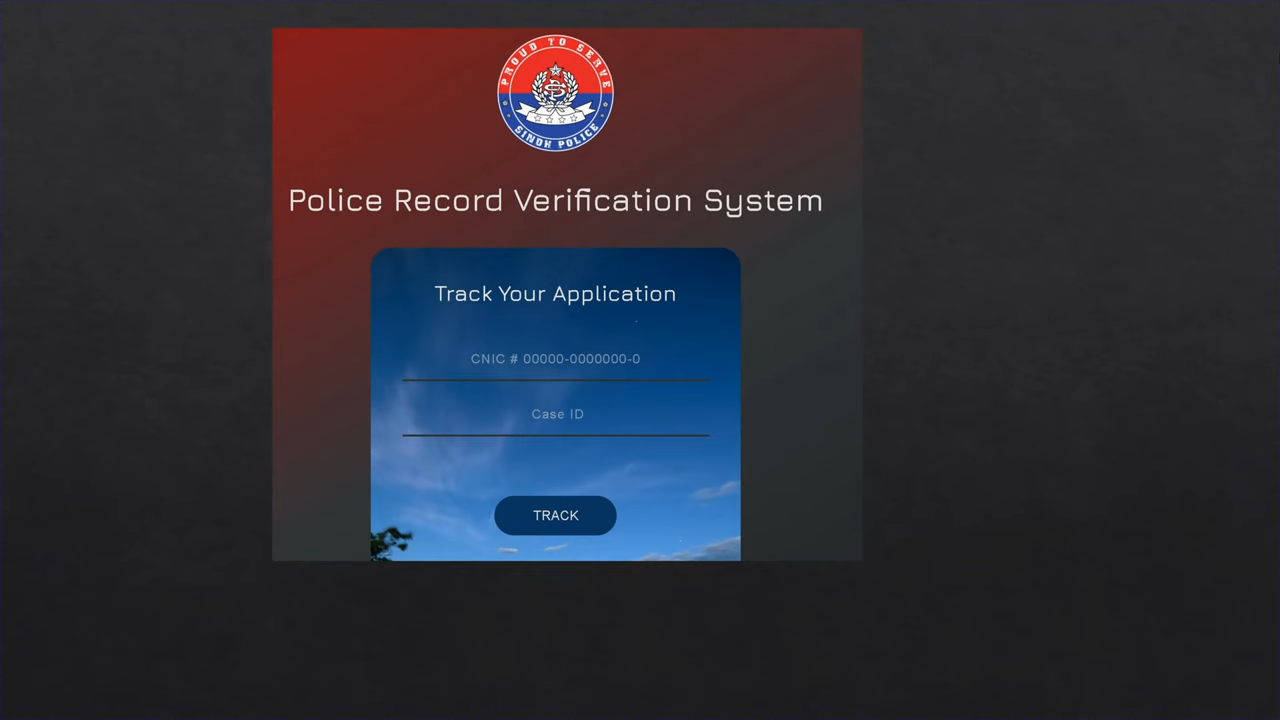 PROUD TO SERVE
SP
SINDH POLICE
Police Record Verification System
Track Your Application
CNIC # 00000-0000000-0
Case ID
TRACK